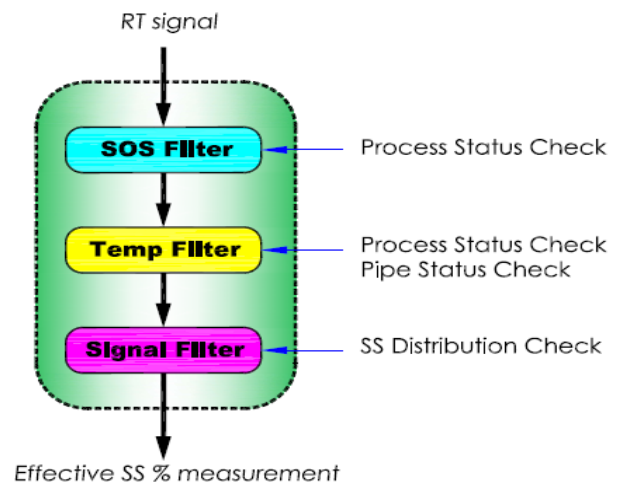 RT signal
SOS Filter
Process Status Check
Temp Filter
Process Status Check
Pipe Status Check
Signal Filter
SS Distribution Check
Effective SS % measurement